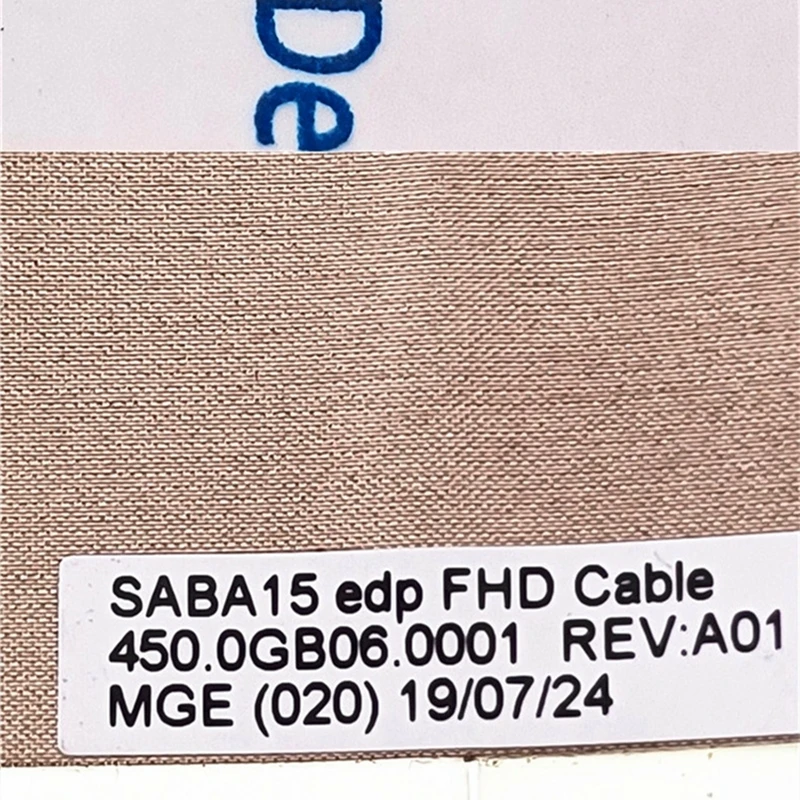 De
SABA15 edp FHD Cable
450.0GB06.0001 REV:A01
MGE (020) 19/07/24